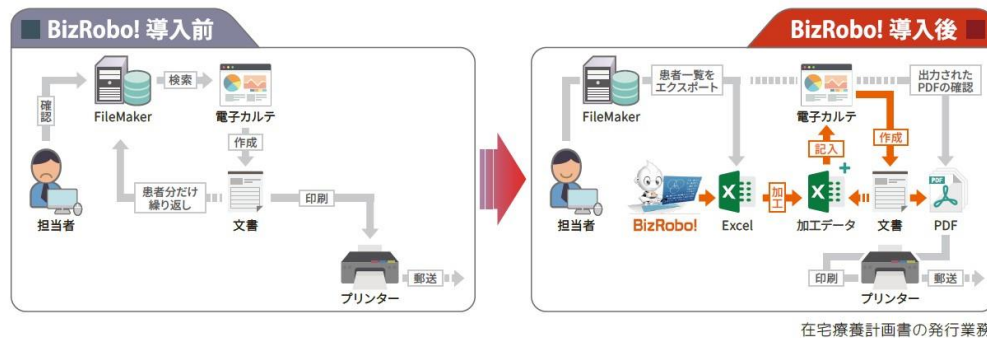 BizRobo! 導入前
FileMaker
検索
電子カルテ
確認
作成
患者分だけ
繰り返し
担当者
文書
印刷
プリンター
郵送
BizRobo! 導入後
FileMaker
患者一覧を
エクスポート
電子カルテ
出力された
PDFの確認
記入
作成
担当者
BizRobo!
Excel
加工
加工データ
文書
PDF
PDF
印刷
プリンター
郵送
在宅療養計画書の発行業務